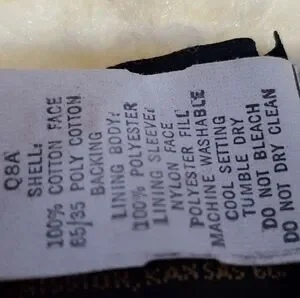 Q8A
SHELL:
100% COTTON FACE
65/35 POLY COTTON
BACKING
LINING BODY:
100% POLYESTER
LINING SLEEVE:
NYLON FACE
POLYESTER FILL
MACHINE WASHABLE
COOL SETTING
TUMBLE DRY
DO NOT BLEACH
DO NOT DRY CLEAN
KANSAS